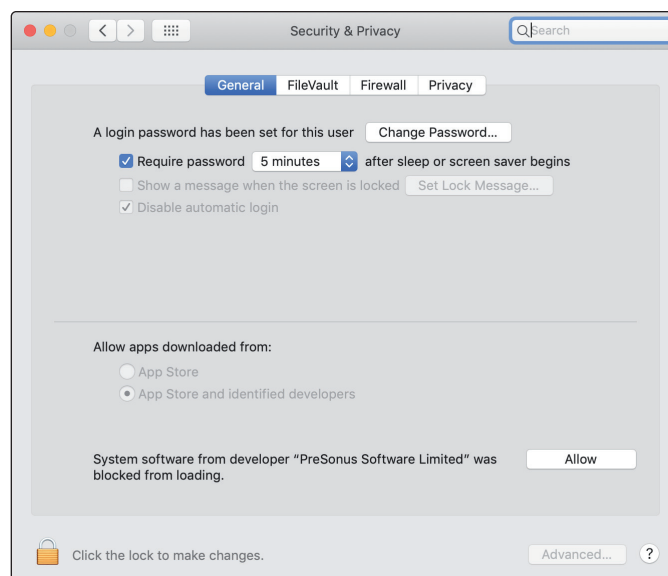 Security & Privacy
Search
General FileVault Firewall Privacy
A login password has been set for this user Change Password...
Require password 5 minutes after sleep or screen saver begins
Show a message when the screen is locked Set Lock Message...
Disable automatic login
Allow apps downloaded from:
App Store
App Store and identified developers
System software from developer “PreSonus Software Limited” was Allow
blocked from loading.
Click the lock to make changes. Advanced... ?